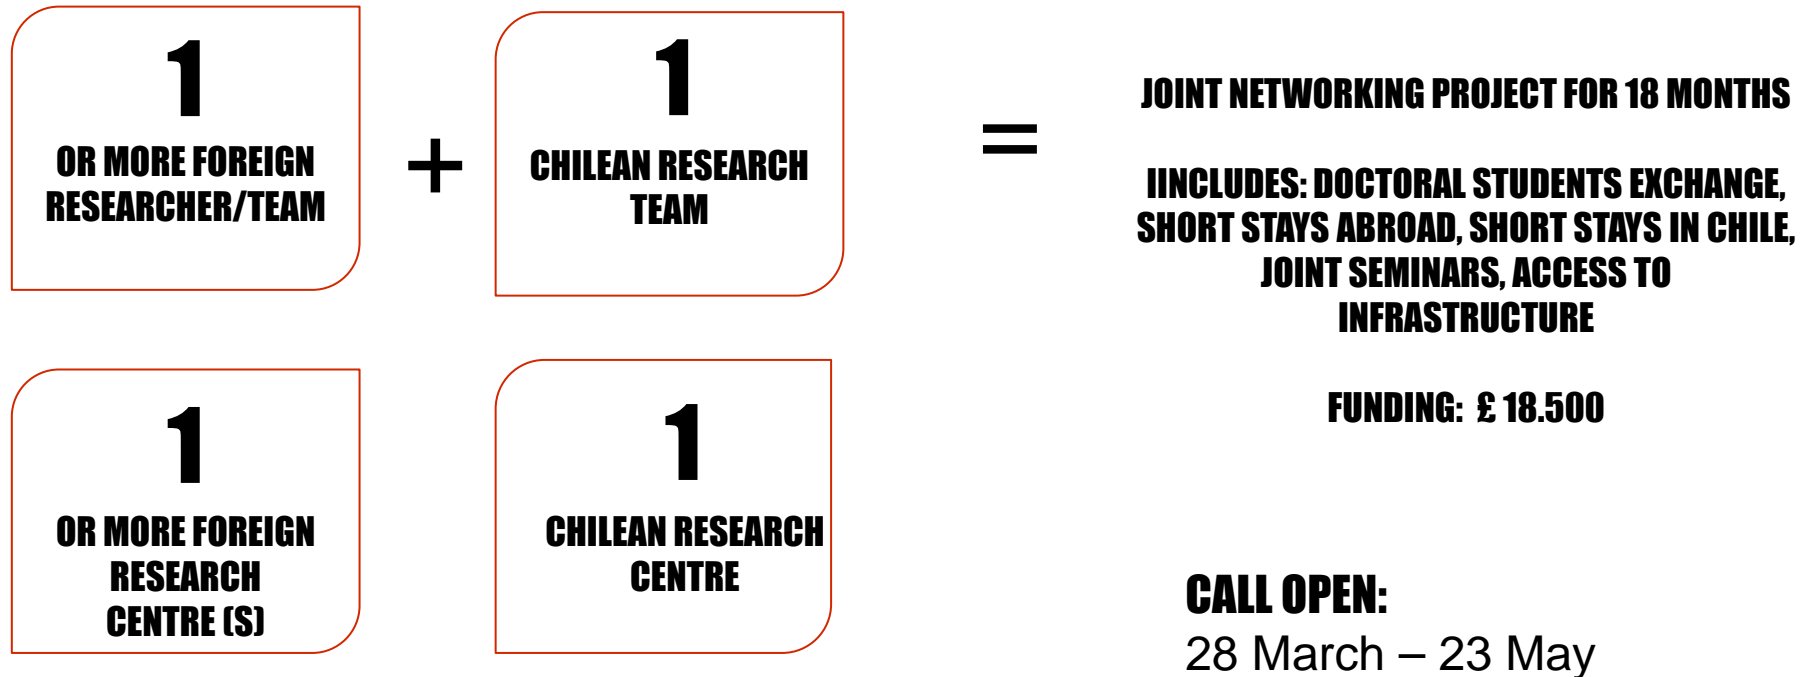 1
OR MORE FOREIGN
RESEARCHER/TEAM
+
1
CHILEAN RESEARCH
TEAM
=
JOINT NETWORKING PROJECT FOR 18 MONTHS
IINCLUDES: DOCTORAL STUDENTS EXCHANGE,
SHORT STAYS ABROAD, SHORT STAYS IN CHILE,
JOINT SEMINARS, ACCESS TO
INFRASTRUCTURE
FUNDING: £ 18.500
1
OR MORE FOREIGN
RESEARCH
CENTRE (S)
1
CHILEAN RESEARCH
CENTRE
CALL OPEN:
28 March – 23 May